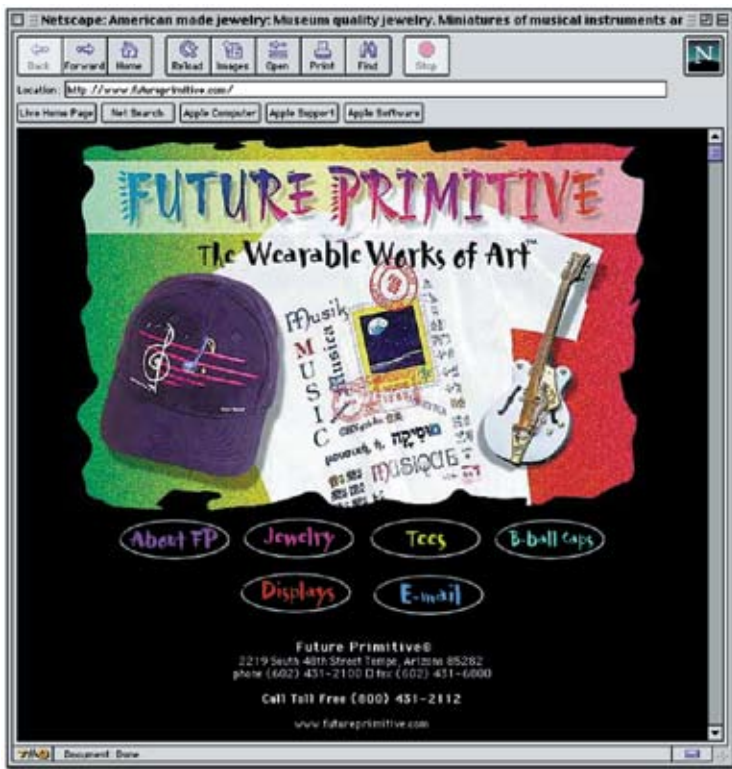 Netscape: American made jewelry: Museum quality jewelry. Miniatures of musical instruments ar
Back Forward Home Reload Images Open Print Find Stop
N
Location: http://www.futureprimitive.com/
Live Home Page Net Search Apple Computer Apple Support Apple Software
FUTURE PRIMITIVE®
The Wearable Works of Art™
Musik
MUSIC
Musica
מוסיקה
MUSIQUE
About FP Jewelry Tees B-ball Caps
Displays E-mail
Future Primitive®
2219 South 48th Street Tempe, Arizona 85282
phone (602) 431-2100 fax (602) 431-6800
Call Toll Free (800) 431-2112
www.futureprimitive.com
Document: Done